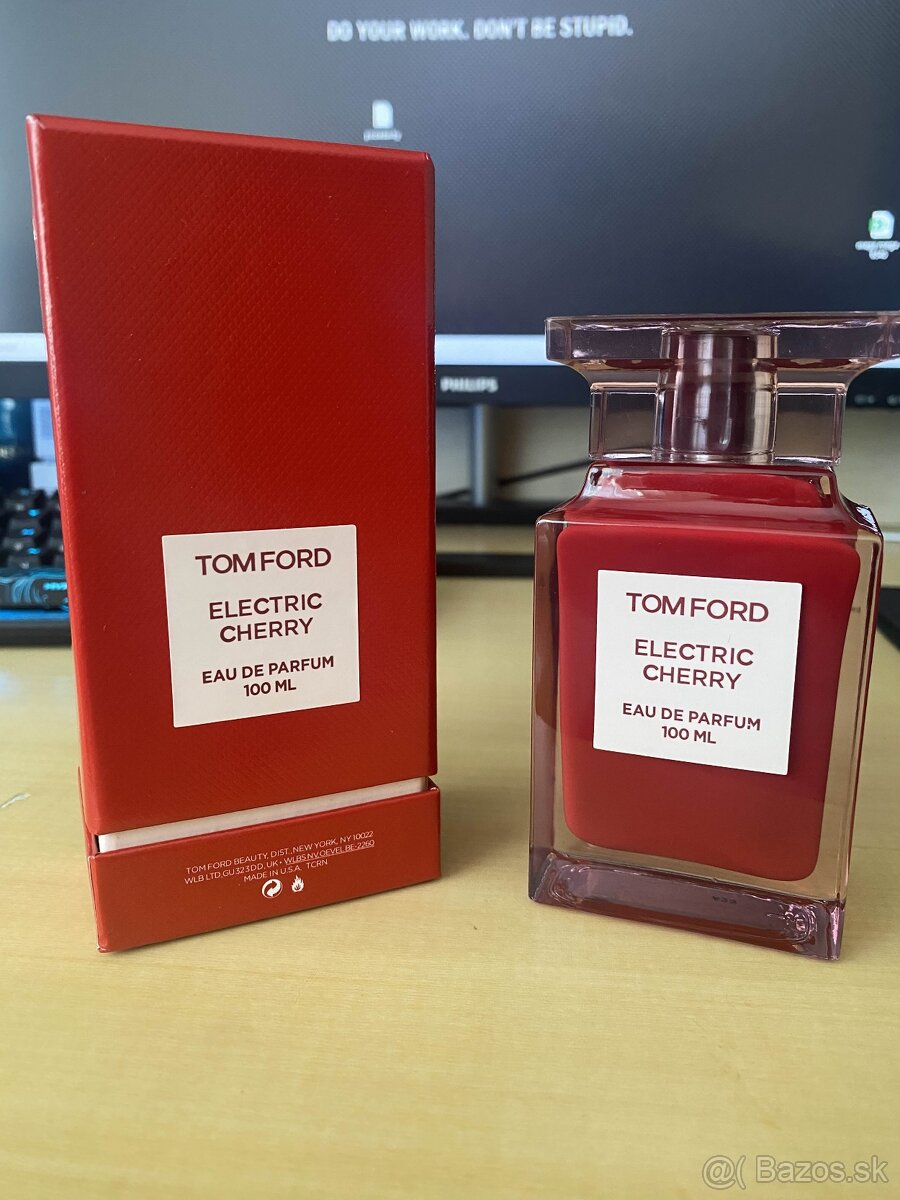 DO YOUR WORK. DON'T BE STUPID.
PHILIPS
TOM FORD
ELECTRIC
CHERRY
EAU DE PARFUM
100 ML
TOM FORD BEAUTY, DIST., NEW YORK, NY 10022
WLB LTD,GU323DD,UK • WLBS NV,OEVEL,BE-2260
MADE IN U.S.A. TCRN
TOM FORD
ELECTRIC
CHERRY
EAU DE PARFUM
100 ML
@( Bazos.sk